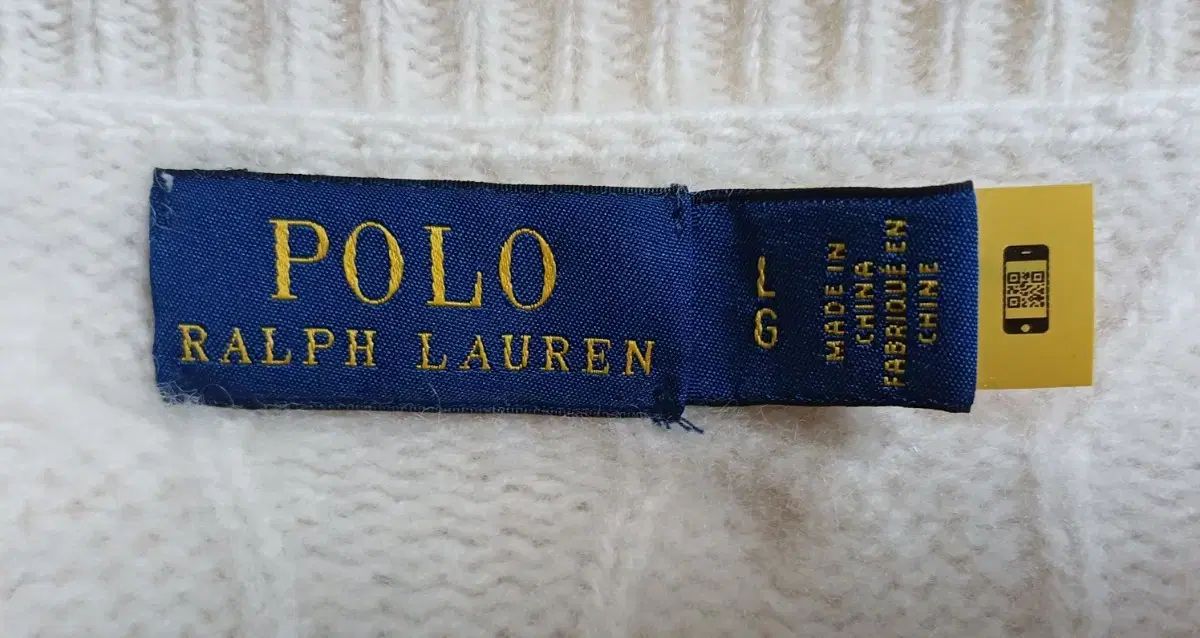 POLO
RALPH LAUREN
L
G
MADE IN
CHINA
FABRIQUÉ EN
CHINE